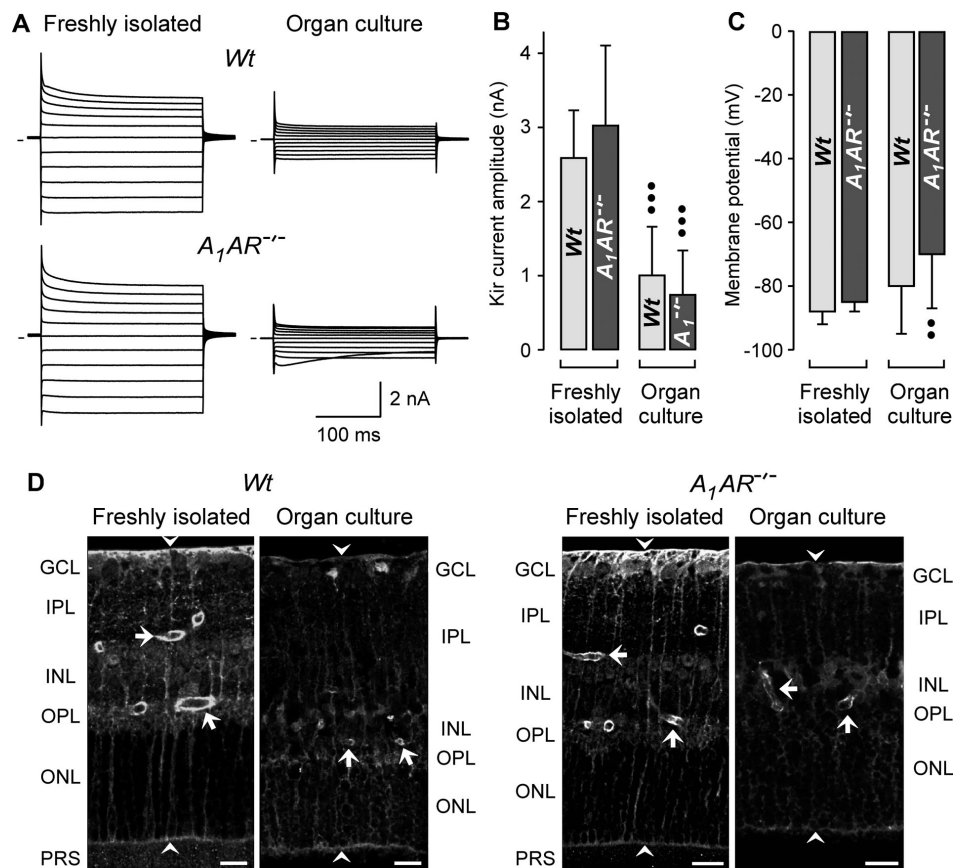 A
Freshly isolated
Organ culture
Wt
A₁AR⁻/⁻
2 nA
100 ms
B
Kir current amplitude (nA)
4
3
2
1
0
Wt
A₁AR⁻/⁻
Wt
A₁⁻/⁻
••
••
Freshly isolated
Organ culture
C
Membrane potential (mV)
0
-20
-40
-60
-80
-100
Wt
A₁AR⁻/⁻
Wt
A₁AR⁻/⁻
••
Freshly isolated
Organ culture
D
Wt
Freshly isolated
Organ culture
GCL
IPL
INL
OPL
ONL
PRS
GCL
IPL
INL
OPL
ONL
A₁AR⁻/⁻
Freshly isolated
Organ culture
GCL
IPL
INL
OPL
ONL
PRS
GCL
IPL
INL
OPL
ONL